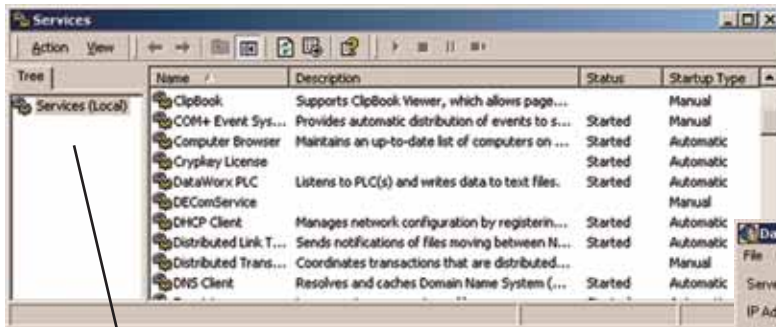 Services
Action View
Tree
Name Description Status Startup Type
Services (Local)
ClipBook Supports ClipBook Viewer, which allows page... Manual
COM+ Event Sys... Provides automatic distribution of events to s... Started Manual
Computer Browser Maintains an up-to-date list of computers on ... Started Automatic
Crypkey License Started Automatic
DataWorx PLC Listens to PLC(s) and writes data to text files. Started Automatic
DEComService Manual
DHCP Client Manages network configuration by registerin... Started Automatic
Distributed Link T... Sends notifications of files moving between N... Started Automatic
Distributed Trans... Coordinates transactions that are distributed... Manual
DNS Client Resolves and caches Domain Name System (... Started Automatic
Da
File
Serve
IP Ad